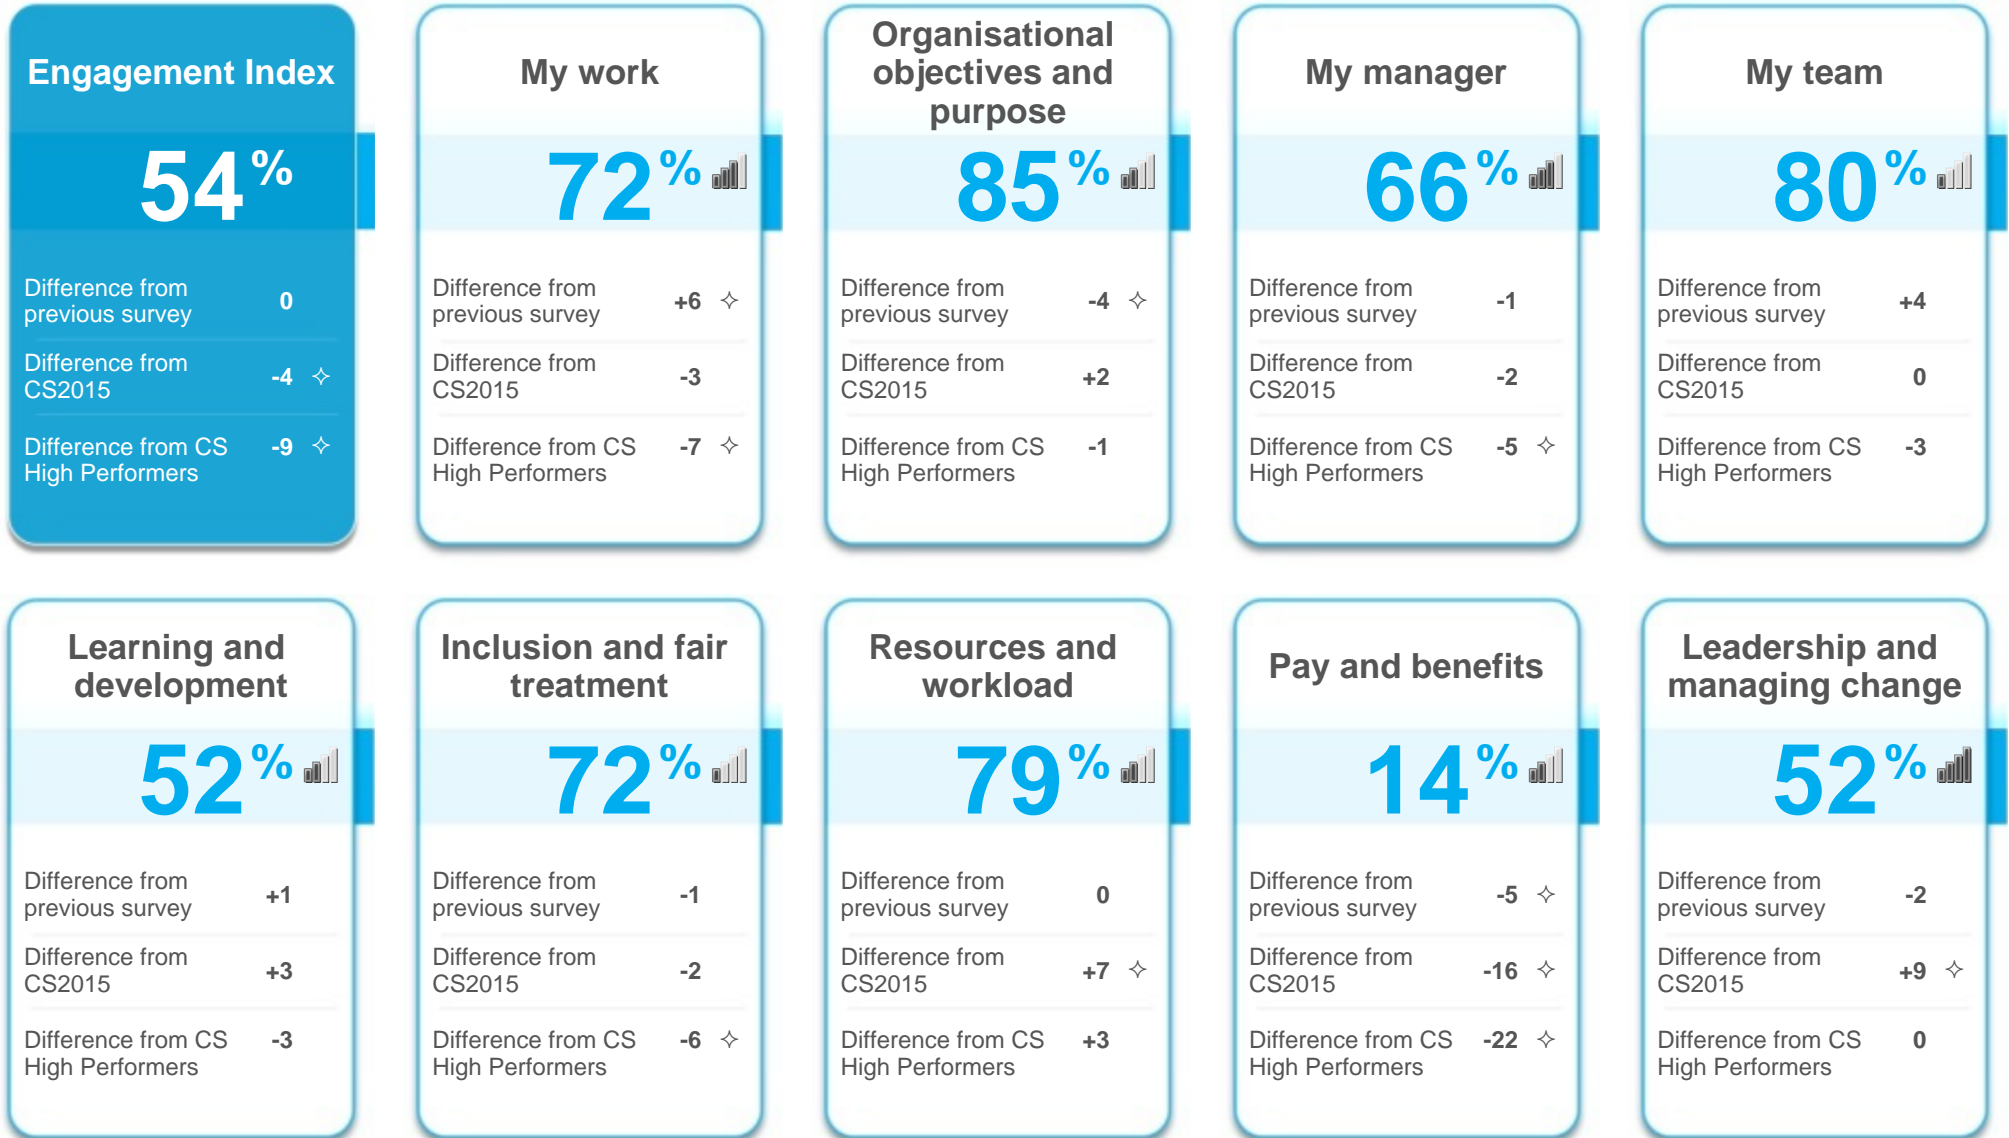 Engagement Index
54%
Difference from
previous survey
0
Difference from
CS2015
-4 ✧
Difference from CS
High Performers
-9 ✧
My work
72%
Difference from
previous survey
+6 ✧
Difference from
CS2015
-3
Difference from CS
High Performers
-7 ✧
Organisational
objectives and
purpose
85%
Difference from
previous survey
-4 ✧
Difference from
CS2015
+2
Difference from CS
High Performers
-1
My manager
66%
Difference from
previous survey
-1
Difference from
CS2015
-2
Difference from CS
High Performers
-5 ✧
My team
80%
Difference from
previous survey
+4
Difference from
CS2015
0
Difference from CS
High Performers
-3
Learning and
development
52%
Difference from
previous survey
+1
Difference from
CS2015
+3
Difference from CS
High Performers
-3
Inclusion and fair
treatment
72%
Difference from
previous survey
-1
Difference from
CS2015
-2
Difference from CS
High Performers
-6 ✧
Resources and
workload
79%
Difference from
previous survey
0
Difference from
CS2015
+7 ✧
Difference from CS
High Performers
+3
Pay and benefits
14%
Difference from
previous survey
-5 ✧
Difference from
CS2015
-16 ✧
Difference from CS
High Performers
-22 ✧
Leadership and
managing change
52%
Difference from
previous survey
-2
Difference from
CS2015
+9 ✧
Difference from CS
High Performers
0